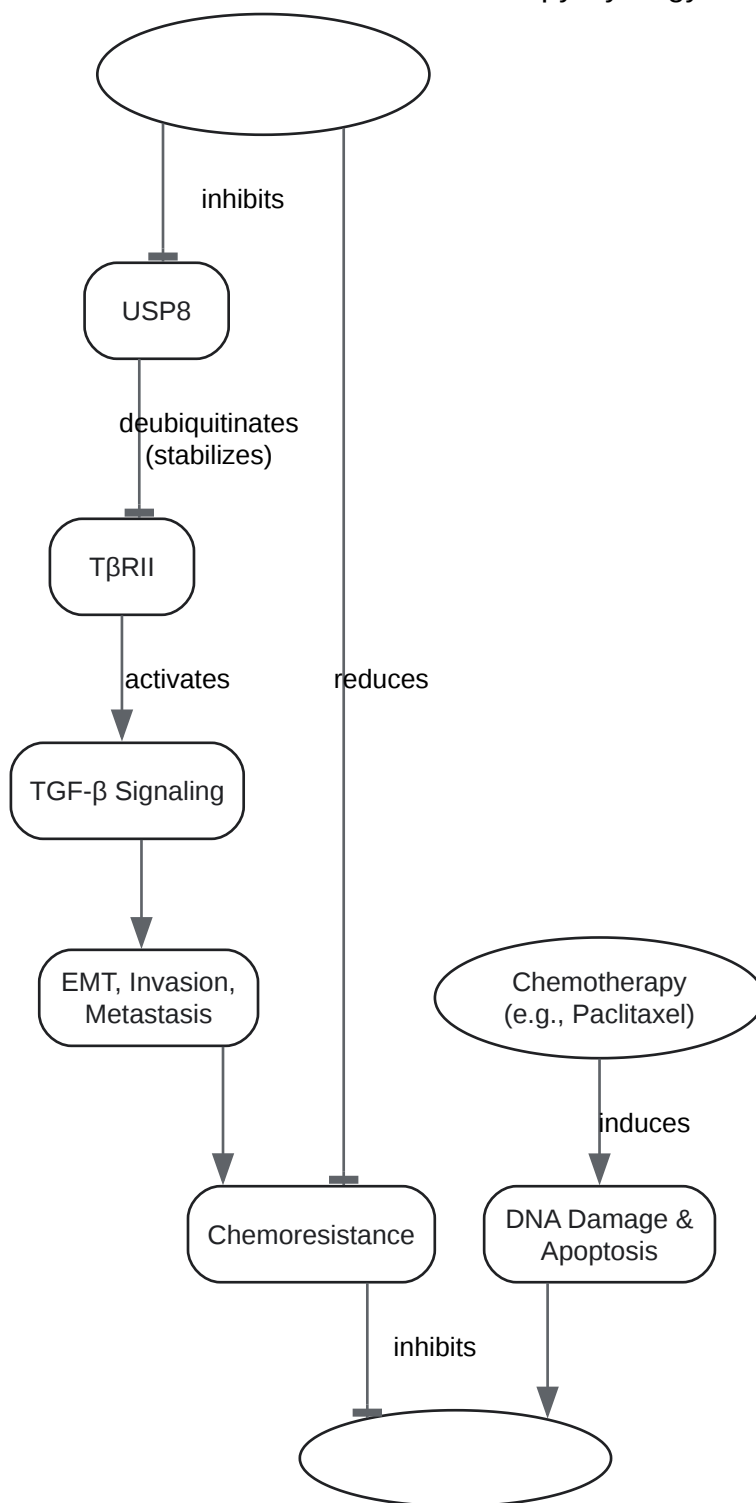 inhibits
USP8
deubiquitinates
(stabilizes)
TβRII
activates
reduces
TGF-β Signaling
EMT, Invasion,
Metastasis
Chemotherapy
(e.g., Paclitaxel)
induces
Chemoresistance
DNA Damage &
Apoptosis
inhibits